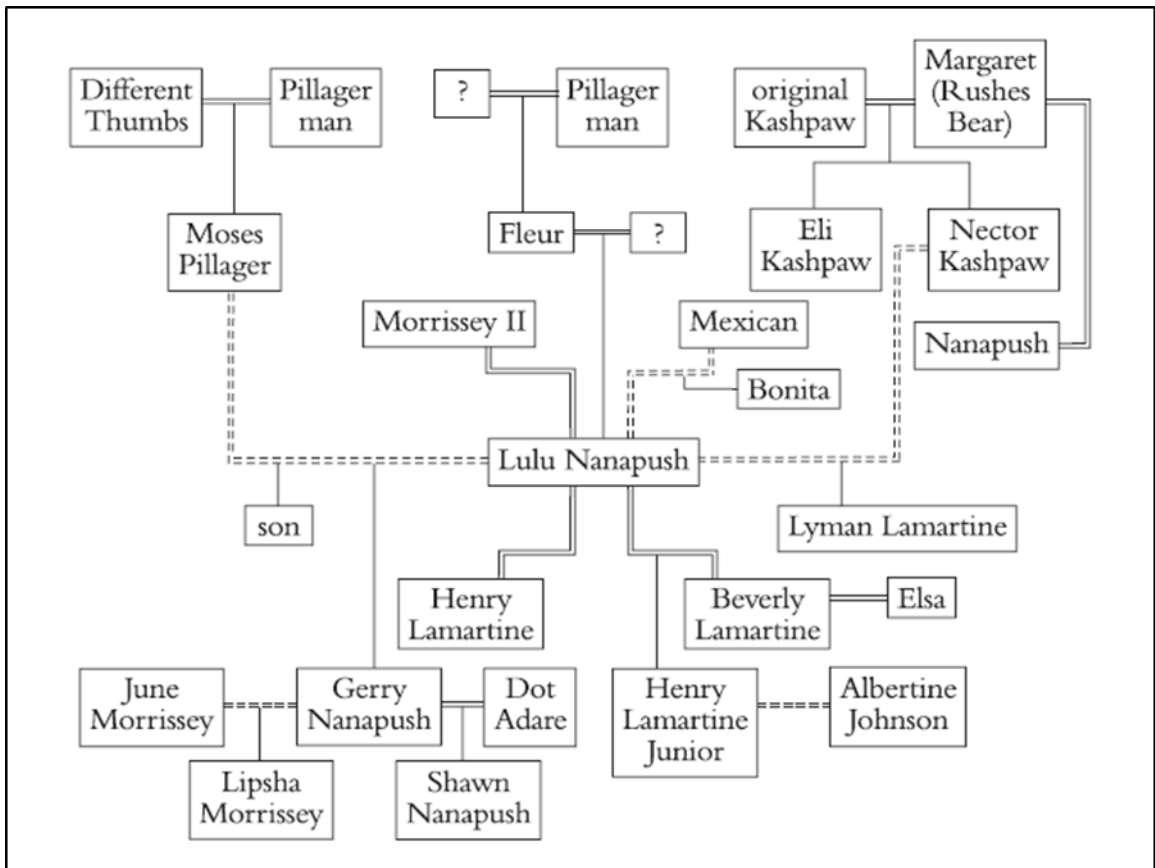 Different
Thumbs
Pillager
man
?
Pillager
man
original
Kashpaw
Margaret
(Rushes
Bear)
Moses
Pillager
Fleur
?
Eli
Kashpaw
Nector
Kashpaw
Morrissey II
Mexican
Nanapush
Bonita
Lulu Nanapush
son
Lyman Lamartine
Henry
Lamartine
Beverly
Lamartine
Elsa
June
Morrissey
Gerry
Nanapush
Dot
Adare
Henry
Lamartine
Junior
Albertine
Johnson
Lipsha
Morrissey
Shawn
Nanapush